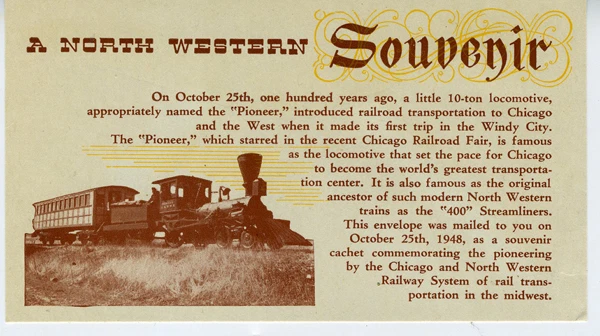 A NORTH WESTERN Souvenir
On October 25th, one hundred years ago, a little 10-ton locomotive,
appropriately named the "Pioneer," introduced railroad transportation to Chicago
and the West when it made its first trip in the Windy City.
The "Pioneer," which starred in the recent Chicago Railroad Fair, is famous
as the locomotive that set the pace for Chicago
to become the world's greatest transporta-
tion center. It is also famous as the original
ancestor of such modern North Western
trains as the "400" Streamliners.
This envelope was mailed to you on
October 25th, 1948, as a souvenir
cachet commemorating the pioneering
by the Chicago and North Western
Railway System of rail trans-
portation in the midwest.